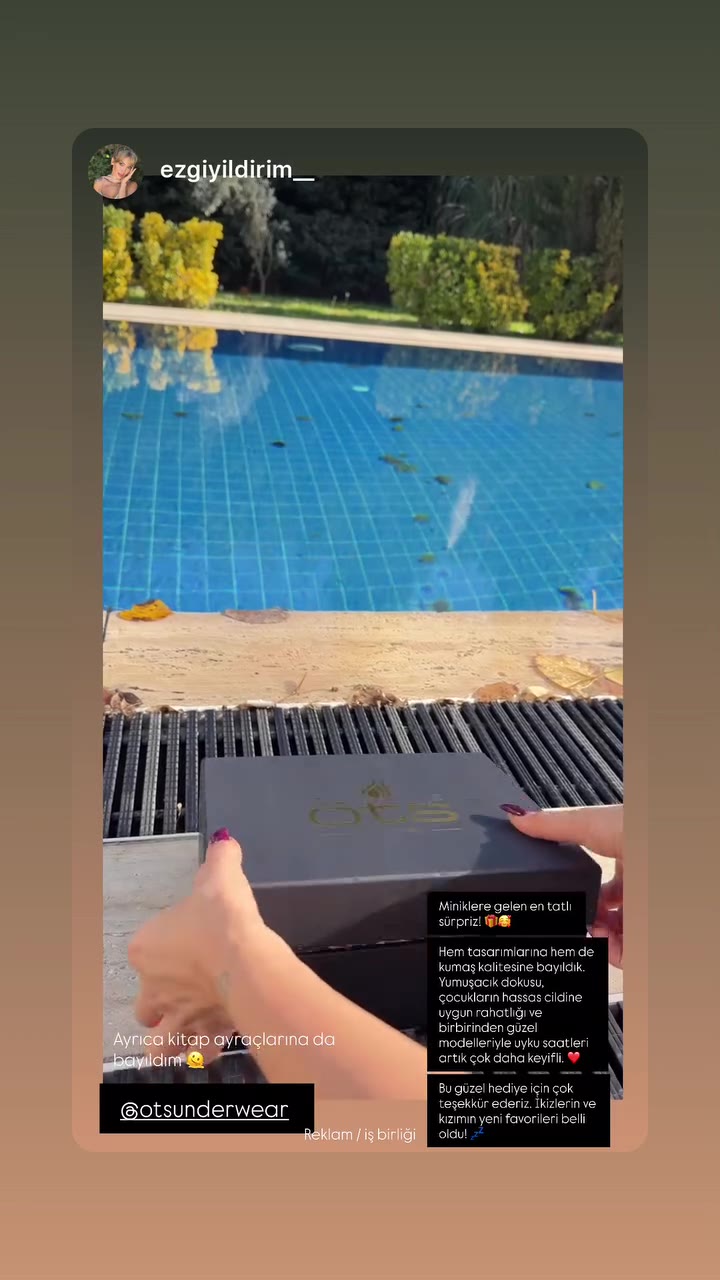 ezgiyildirim__
OTS
Miniklere gelen en tatlı
sürpriz! 🎁🥰
Hem tasarımlarına hem de
kumaş kalitesine bayıldık.
Yumuşacık dokusu,
çocukların hassas cildine
uygun rahatlığı ve
birbirinden güzel
modelleriyle uyku saatleri
artık çok daha keyifli. ❤️
Ayrıca kitap ayraçlarına da
bayıldım 🫠
@otsunderwear
Reklam / iş birliği
Bu güzel hediye için çok
teşekkür ederiz. İkizlerin ve
kızımın yeni favorileri belli
oldu! 💤